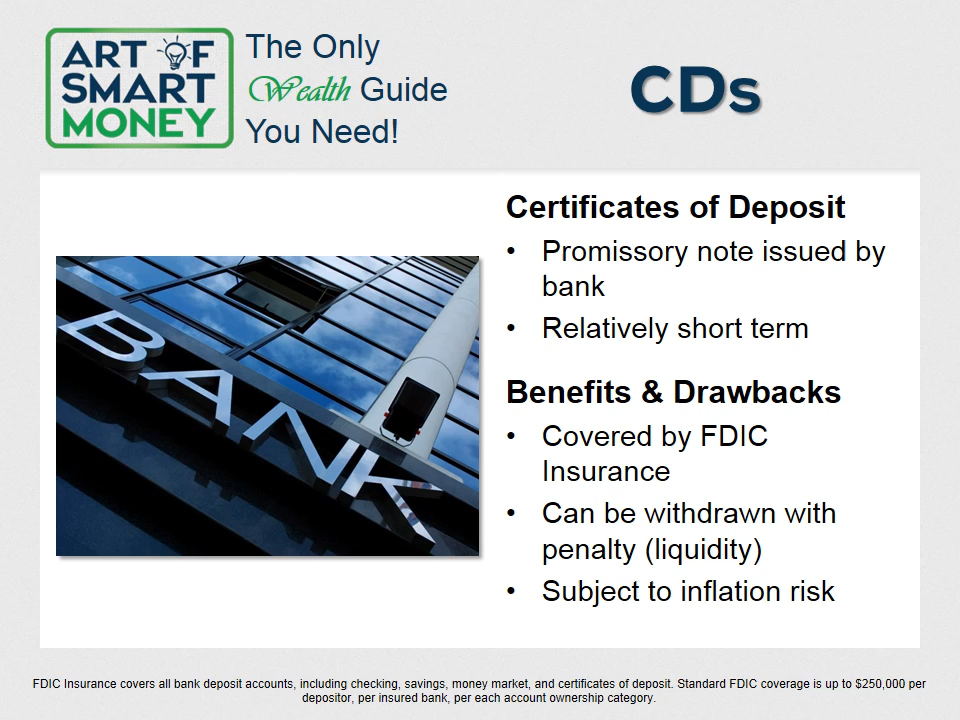 ART OF
SMART
MONEY
The Only
Wealth Guide
You Need!
CDs
BANK
Certificates of Deposit
• Promissory note issued by
bank
• Relatively short term
Benefits & Drawbacks
• Covered by FDIC
Insurance
• Can be withdrawn with
penalty (liquidity)
• Subject to inflation risk
FDIC Insurance covers all bank deposit accounts, including checking, savings, money market, and certificates of deposit. Standard FDIC coverage is up to $250,000 per
depositor, per insured bank, per each account ownership category.